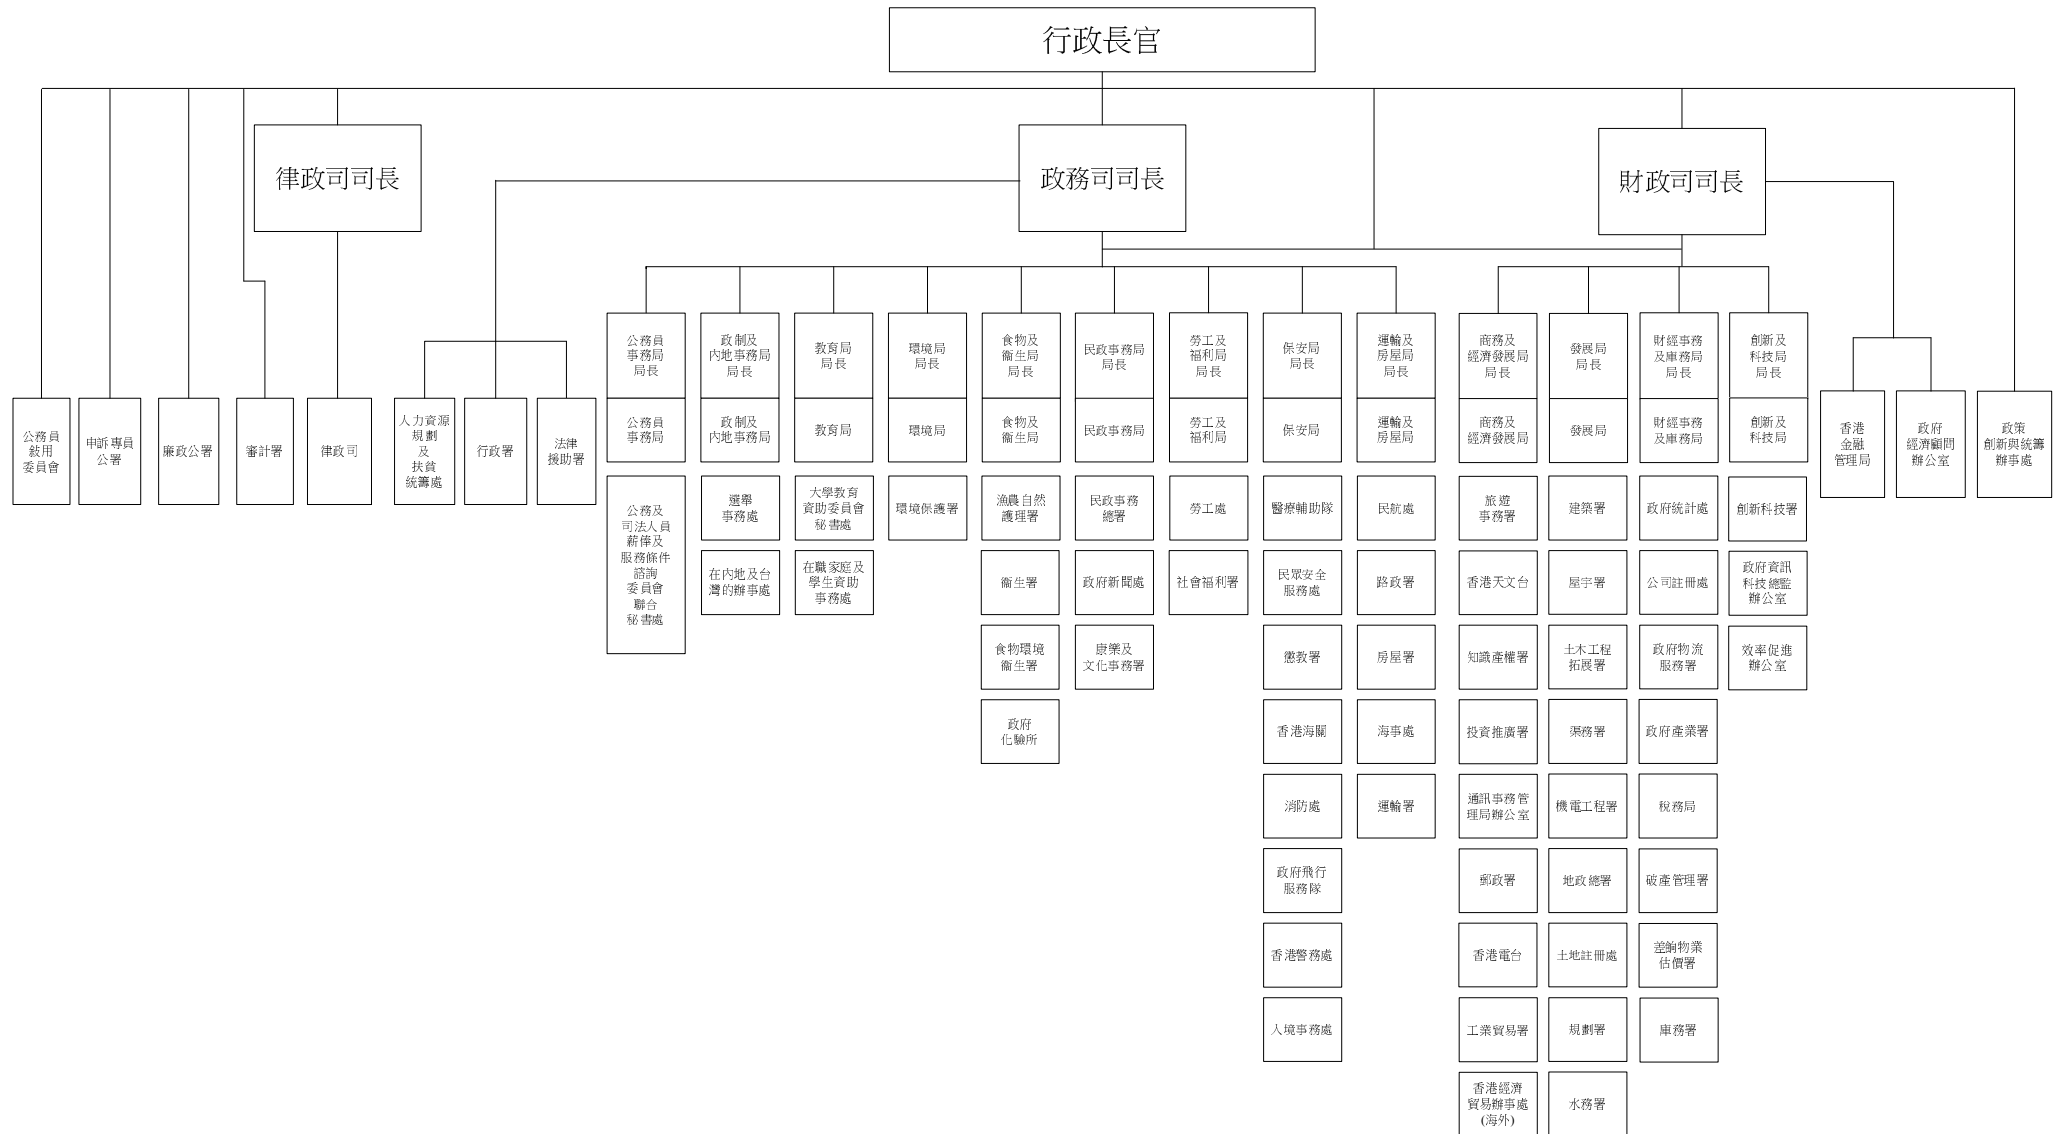 行政長官
律政司司長
政務司司長
財政司司長
公務員
敍用
委員會
申訴專員
公署
廉政公署
審計署
律政司
人力資源
規劃
及
扶貧
統籌處
行政署
法律
援助署
公務員
事務局
局長
公務員
事務局
公務及
司法人員
薪俸及
服務條件
諮詢
委員會
聯合
秘書處
政制及
內地事務局
局長
政制及
內地事務局
選舉
事務處
在內地及台
灣的辦事處
教育局
局長
教育局
大學教育
資助委員會
秘書處
在職家庭及
學生資助
事務處
環境局
局長
環境局
環境保護署
食物及
衞生局
局長
食物及
衞生局
漁農自然
護理署
衞生署
食物環境
衞生署
政府
化驗所
民政事務局
局長
民政事務局
民政事務
總署
政府新聞處
康樂及
文化事務署
勞工及
福利局
局長
勞工及
福利局
勞工處
社會福利署
保安局
局長
保安局
醫療輔助隊
民眾安全
服務處
懲教署
香港海關
消防處
政府飛行
服務隊
香港警務處
入境事務處
運輸及
房屋局
局長
運輸及
房屋局
民航處
路政署
房屋署
海事處
運輸署
商務及
經濟發展局
局長
商務及
經濟發展局
旅遊
事務署
香港天文台
知識產權署
投資推廣署
通訊事務管
理局辦公室
郵政署
香港電台
工業貿易署
香港經濟
貿易辦事處
(海外)
發展局
局長
發展局
建築署
屋宇署
土木工程
拓展署
渠務署
機電工程署
地政總署
土地註冊處
規劃署
水務署
財經事務
及庫務局
局長
財經事務
及庫務局
政府統計處
公司註冊處
政府物流
服務署
政府產業署
稅務局
破產管理署
差餉物業
估價署
庫務署
創新及
科技局
局長
創新及
科技局
創新科技署
政府資訊
科技總監
辦公室
效率促進
辦公室
香港
金融
管理局
政府
經濟顧問
辦公室
政策
創新與統籌
辦事處